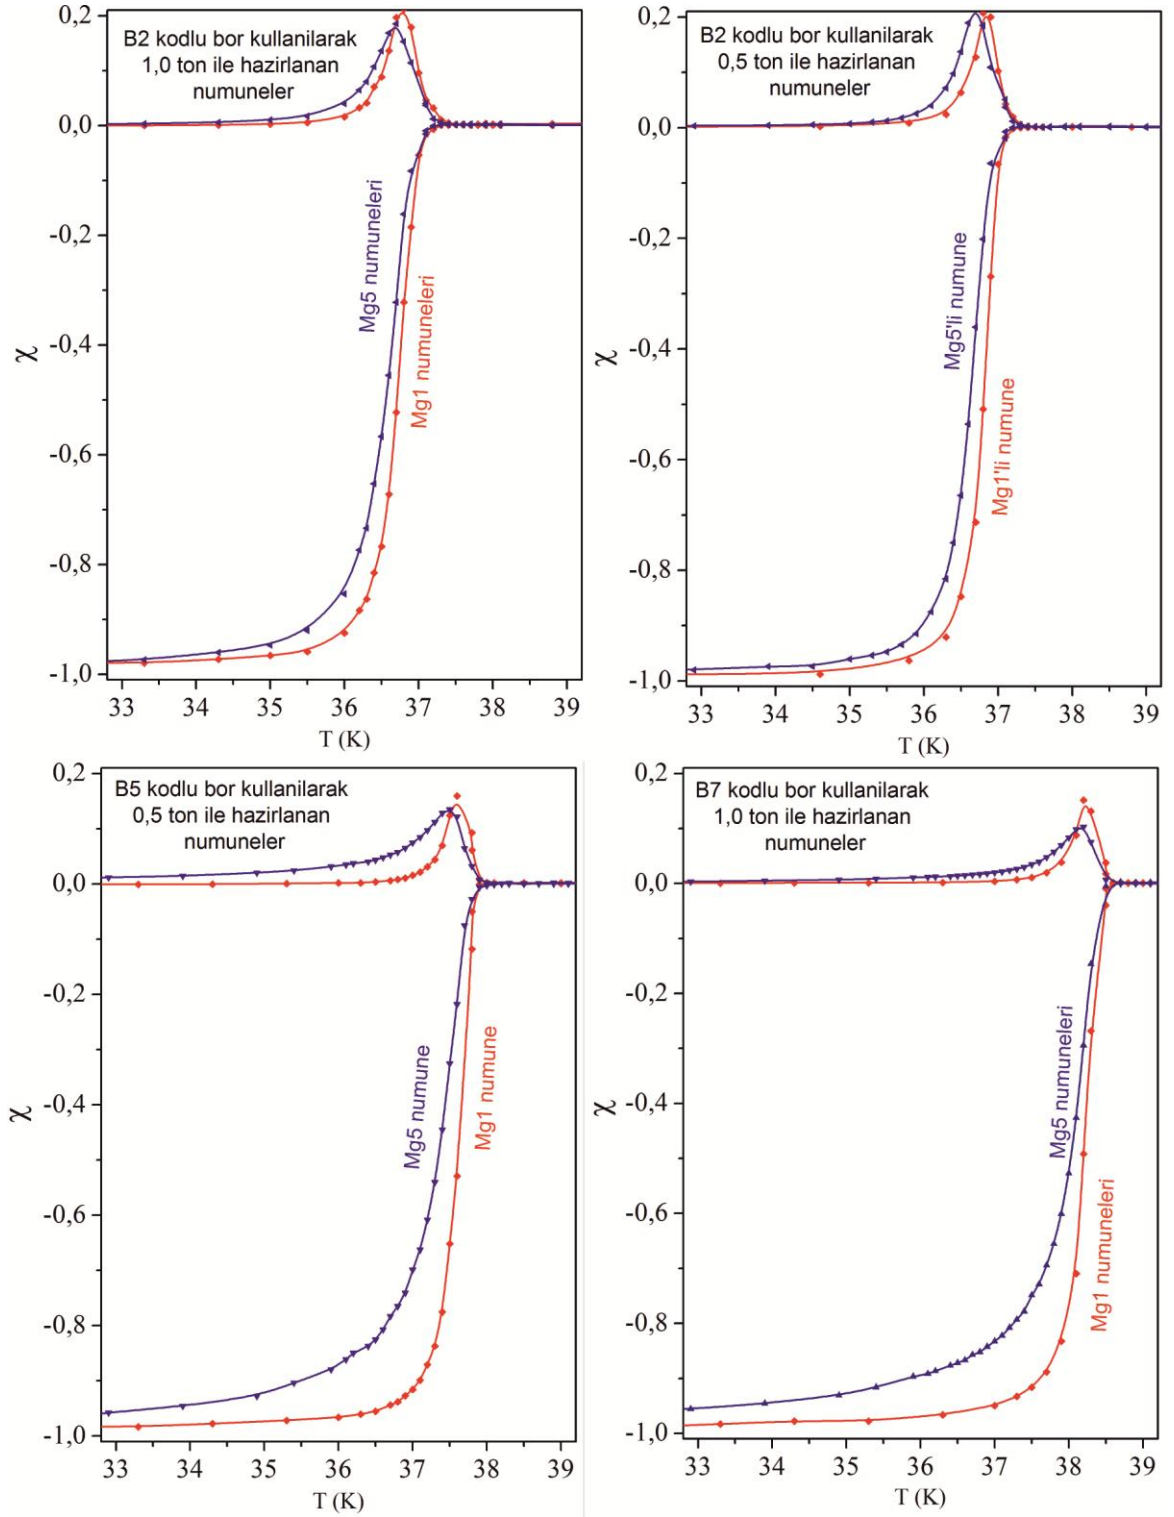 B2 kodlu bor kullanilarak
1,0 ton ile hazirlanan
numuneler
0,2
0,0
-0,2
-0,4
-0,6
-0,8
-1,0
χ
Mg5 numuneleri
Mg1 numuneleri
33 34 35 36 37 38 39
T (K)
B2 kodlu bor kullanilarak
0,5 ton ile hazirlanan
numuneler
0,2
0,0
-0,2
-0,4
-0,6
-0,8
-1,0
χ
Mg5'li numune
Mg1'li numune
33 34 35 36 37 38 39
T (K)
B5 kodlu bor kullanilarak
0,5 ton ile hazirlanan
numuneler
0,2
0,0
-0,2
-0,4
-0,6
-0,8
-1,0
χ
Mg5 numune
Mg1 numune
33 34 35 36 37 38 39
T (K)
B7 kodlu bor kullanilarak
1,0 ton ile hazirlanan
numuneler
0,2
0,0
-0,2
-0,4
-0,6
-0,8
-1,0
χ
Mg5 numuneleri
Mg1 numuneleri
33 34 35 36 37 38 39
T (K)